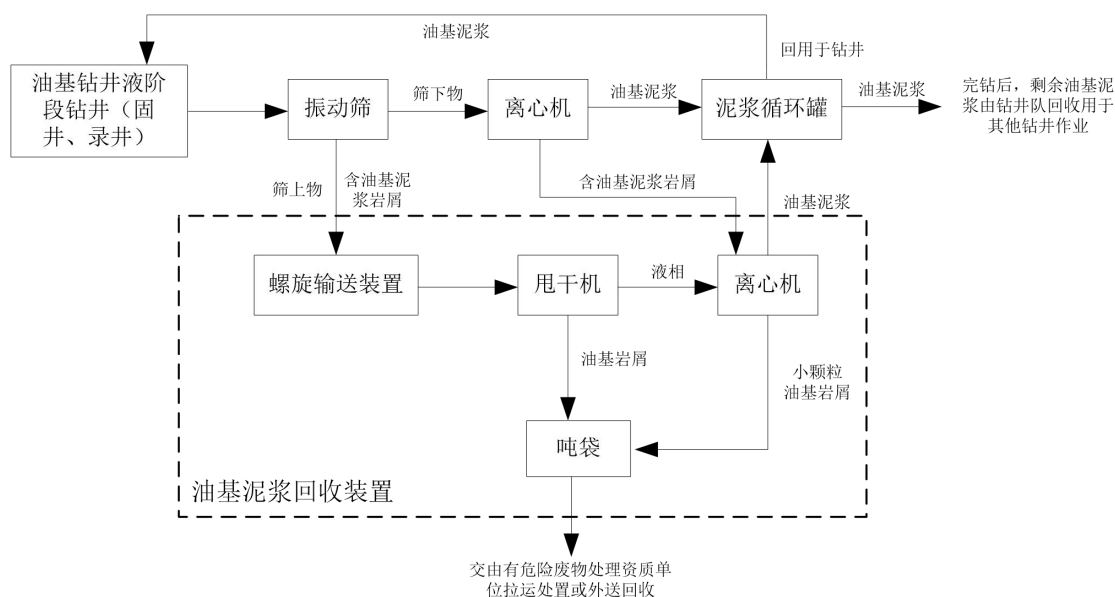 油基泥浆
回用于钻井
油基钻井液阶
段钻井（固
井、录井）
振动筛
筛下物
离心机
油基泥浆
泥浆循环罐
油基泥浆
完钻后，剩余油基泥
浆由钻井队回收用于
其他钻井作业
筛上物
含油基泥
浆岩屑
含油基泥浆岩屑
油基泥浆
螺旋输送装置
甩干机
液相
离心机
油基岩屑
小颗粒
油基岩屑
吨袋
油基泥浆回收装置
交由有危险废物处理资质单
位拉运处置或外送回收